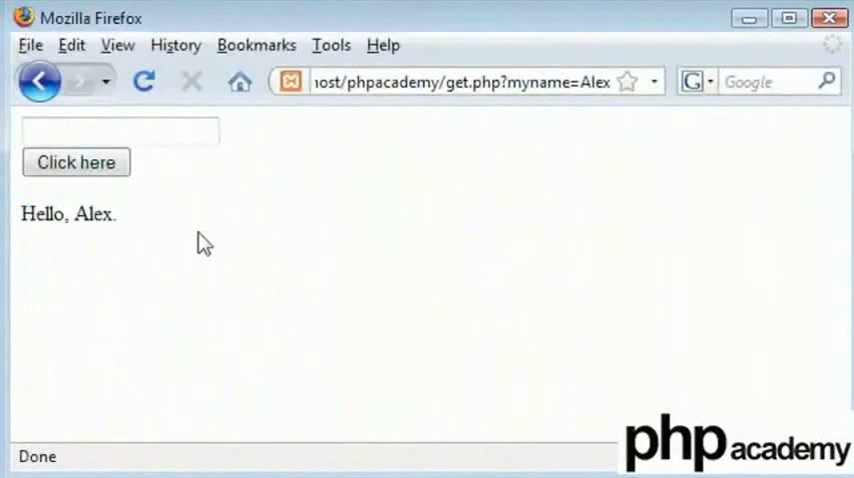 Mozilla Firefox
File Edit View History Bookmarks Tools Help
ost/phpacademy/get.php?myname=Alex G Google
Click here
Hello, Alex.
Done
php academy